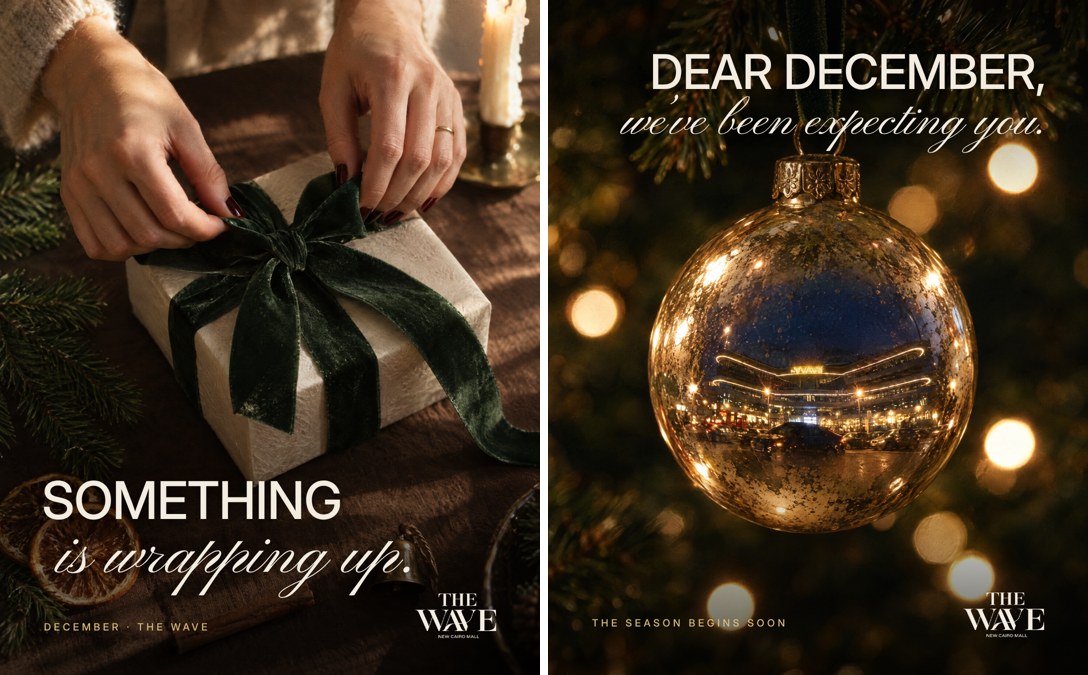 SOMETHING
is wrapping up.
DECEMBER · THE WAVE
THE
WAVE
NEW CAIRO MALL
DEAR DECEMBER,
we've been expecting you.
THE SEASON BEGINS SOON
THE
WAVE
NEW CAIRO MALL